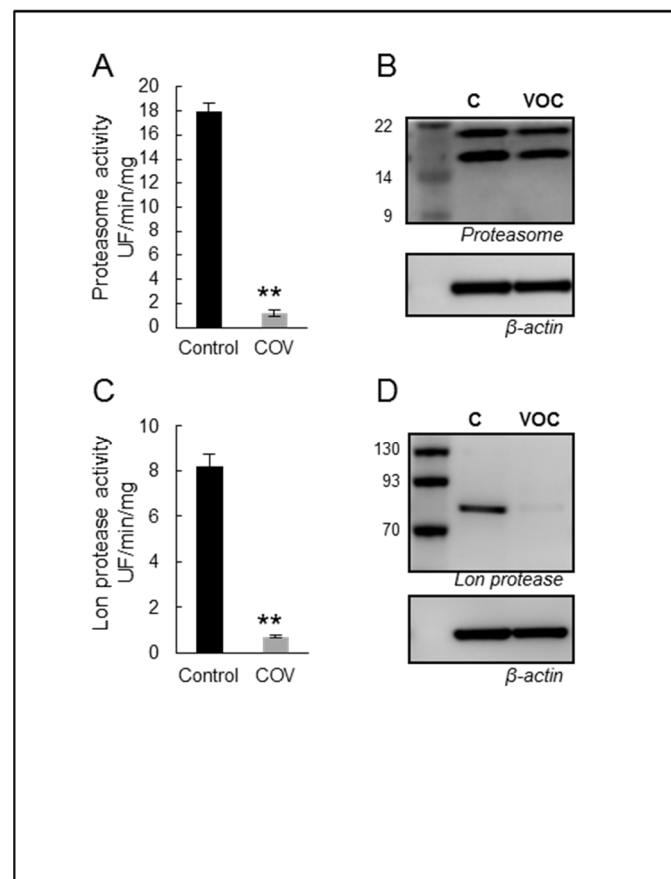 A
Proteasome activity
UF/min/mg
20
18
16
14
12
10
8
6
4
2
0
**
Control COV
B
C VOC
22
14
9
Proteasome
β-actin
C
Lon protease activity
UF/min/mg
10
8
6
4
2
0
**
Control COV
D
C VOC
130
93
70
Lon protease
β-actin